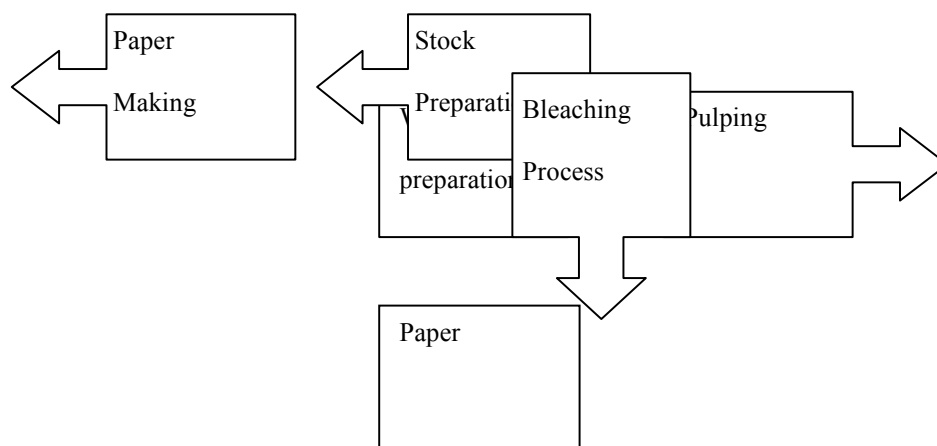 Paper
Making
Stock
Preparati
preparation
Bleaching
Process
Pulping
Paper